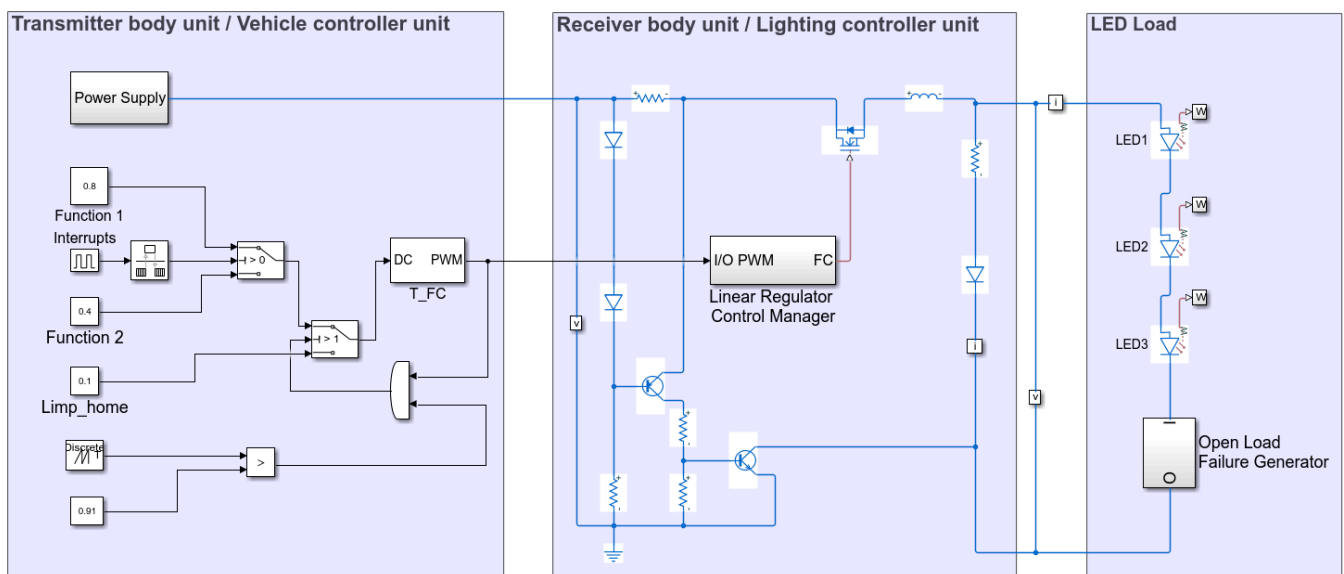 Transmitter body unit / Vehicle controller unit
Receiver body unit / Lighting controller unit
LED Load
Power Supply
0.8
Function 1
Interrupts
> 0
0.4
Function 2
> 1
0.1
Limp_home
Discrete
0.91
>
DC PWM
T_FC
I/O PWM FC
Linear Regulator
Control Manager
v
i
i
v
LED1
W
LED2
W
LED3
W
I
O
Open Load
Failure Generator